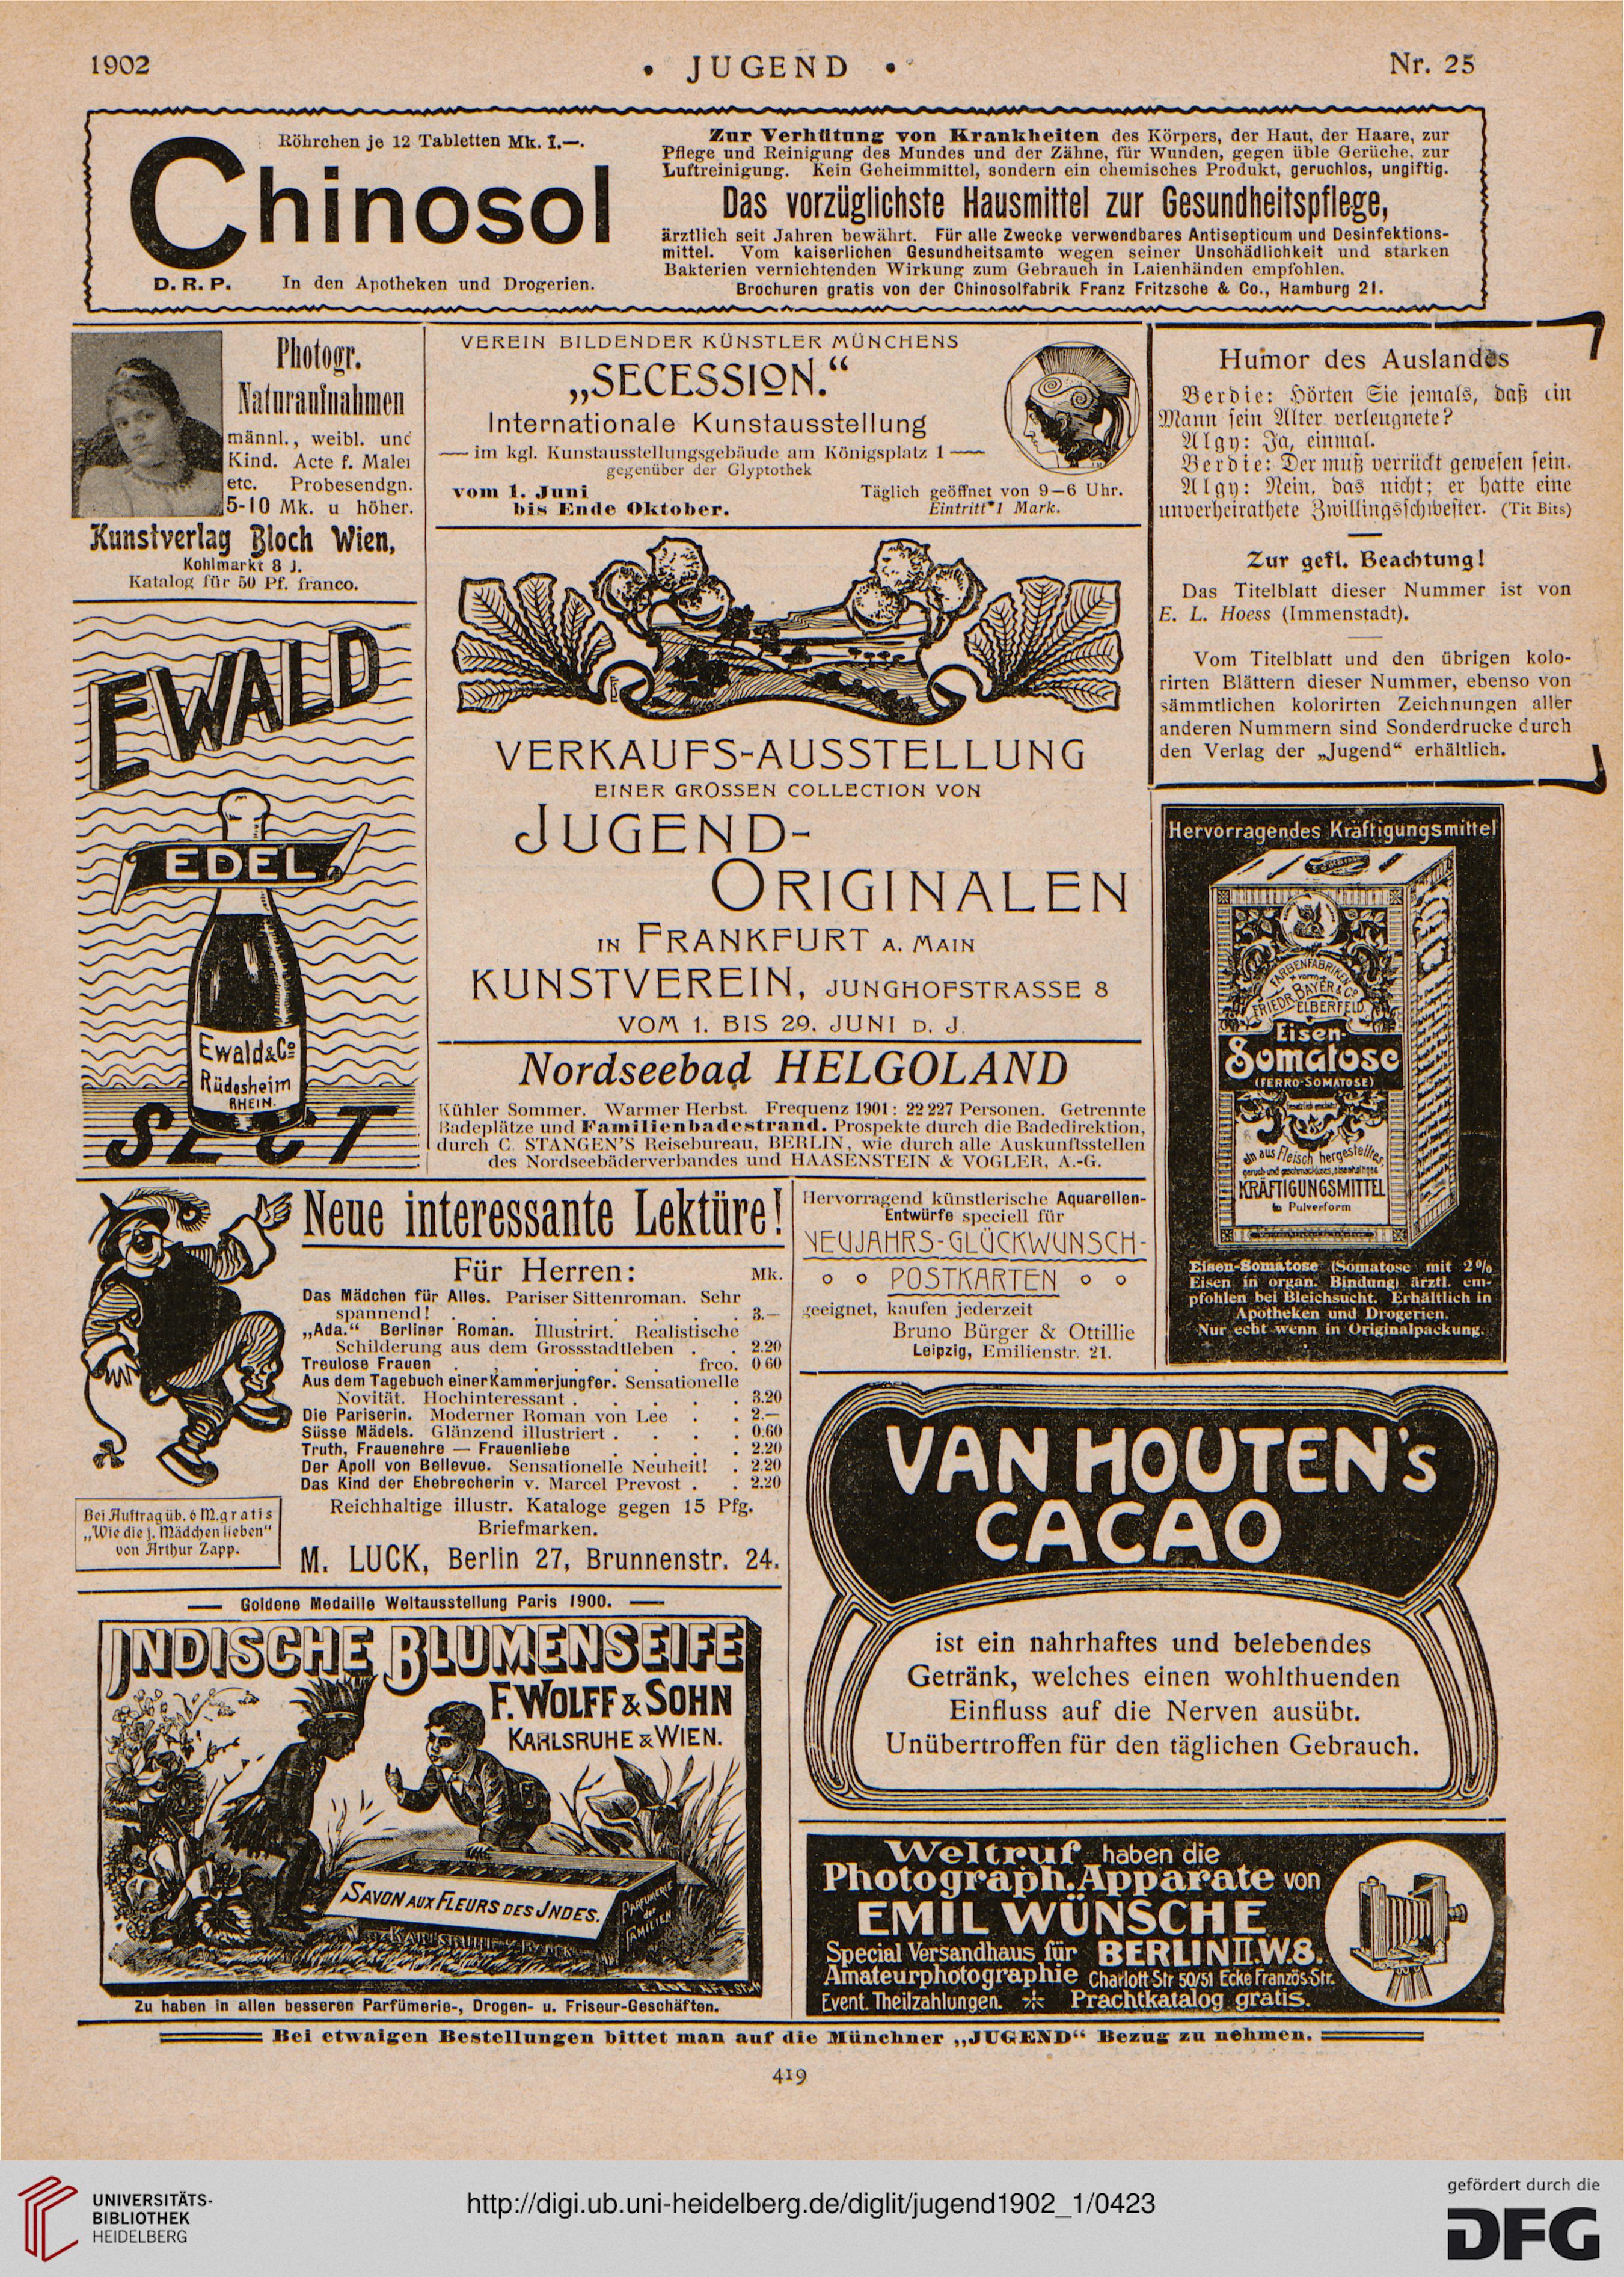 1902
• JUGEND •
Nr. 25
Röhrchen je 12 Tabletten Mk. 1.—.
Chinosol
D. R. P. In den Apotheken und Drogerien.
Zur Verhütung von Krankheiten des Körpers, der Haut, der Haare, zur
Pflege und Reinigung des Mundes und der Zähne, für Wunden, gegen üble Gerüche, zur
Luftreinigung. Kein Geheimmittel, sondern ein chemisches Produkt, geruchlos, ungiftig.
Das vorzüglichste Hausmittel zur Gesundheitspflege,
ärztlich seit Jahren bewährt. Für alle Zwecke verwendbares Antisepticum und Desinfektions-
mittel. Vom kaiserlichen Gesundheitsamte wegen seiner Unschädlichkeit und starken
Bakterien vernichtenden Wirkung zum Gebrauch in Laienhänden empfohlen.
Brochuren gratis von der Chinosolfabrik Franz Fritzsche & Co., Hamburg 21.
Photogr.
Naturaufnahmen
männl., weibl. und
Kind. Acte f. Maler
etc. Probesendgn.
5-10 Mk. u höher.
Kunstverlag Bloch Wien,
Kohlmarkt 8 J.
Katalog für 50 Pf. franco.
EWALD
EDEL
Ewald & Co
Rüdesheim
RHEIN.
SECT
VEREIN BILDENDER KÜNSTLER MÜNCHENS
„SECESSION.“
Internationale Kunstausstellung
— im kgl. Kunstausstellungsgebäude am Königsplatz 1 —
gegenüber der Glyptothek
vom 1. Juni
bis Ende Oktober.
Täglich geöffnet von 9—6 Uhr.
Eintritt 1 Mark.
VERKAUFS-AUSSTELLUNG
EINER GROSSEN COLLECTION VON
JUGEND-
ORIGINALEN
IN FRANKFURT A. MAIN
KUNSTVEREIN, JUNGHOFSTRASSE 8
VOM 1. BIS 29. JUNI D. J.
Nordseebad HELGOLAND
Kühler Sommer. Warmer Herbst. Frequenz 1901: 22 227 Personen. Getrennte
Badeplätze und Familienbadestrand. Prospekte durch die Badedirektion,
durch C. STANGEN'S Reisebureau, BERLIN, wie durch alle Auskunftsstellen
des Nordseebäderverbandes und HAASENSTEIN & VOGLER, A.-G.
Humor des Auslandes
Berdie: Hörten Sie jemals, daß ein
Mann sein Alter verleugnete?
Algy: Ja, einmal.
Berdie: Der muß verrückt gewesen sein.
Algy: Nein, das nicht; er hatte eine
unverheirathete Zwillingsschwester. (Tit Bits)
Zur gefl. Beachtung!
Das Titelblatt dieser Nummer ist von
E. L. Hoess (Immenstadt).
Vom Titelblatt und den übrigen kolo-
rirten Blättern dieser Nummer, ebenso von
sämmtlichen kolorirten Zeichnungen aller
anderen Nummern sind Sonderdrucke durch
den Verlag der „Jugend“ erhältlich.
Hervorragendes Kräftigungsmittel
FARBENFABRIKEN
vorm.
FRIEDR. BAYER & Co
ELBERFELD.
Eisen-
Somatose
(FERRO-SOMATOSE)
Ein aus Fleisch hergestelltes,
KRÄFTIGUNGSMITTEL
in Pulverform
Eisen-Somatose (Somatose mit 2%
Eisen in organ. Bindung) ärztl. em-
pfohlen bei Bleichsucht. Erhältlich in
Apotheken und Drogerien.
Nur echt wenn in Originalpackung.
Neue interessante Lektüre!
Für Herren: Mk.
Das Mädchen für Alles. Pariser Sittenroman. Sehr
spannend! . . . . . . . . 3.—
„Ada.“ Berliner Roman. Illustrirt. Realistische
Schilderung aus dem Grossstadtleben . . 2.20
Treulose Frauen . . . . . . frco. 0 60
Aus dem Tagebuch einer Kammerjungfer. Sensationelle
Novität. Hochinteressant . . . . . 3.20
Die Pariserin. Moderner Roman von Lee . . 2.—
Süsse Mädels. Glänzend illustriert . . . . 0.60
Truth, Frauenehre — Frauenliebe . . . . 2.20
Der Apoll von Bellevue. Sensationelle Neuheit! . 2.20
Das Kind der Ehebrecherin v. Marcel Prevost . . 2.20
Reichhaltige illustr. Kataloge gegen 15 Pfg.
Briefmarken.
M. LUCK, Berlin 27, Brunnenstr. 24.
Bei Auftrag üb. 6 M. gratis
„Wie die j. Mädchen lieben“
von Arthur Zapp.
Hervorragend künstlerische Aquarellen-
Entwürfe speciell für
NEUJAHRS-GLÜCKWUNSCH-
POSTKARTEN
geeignet, kaufen jederzeit
Bruno Bürger & Ottillie
Leipzig, Emilienstr. 21.
VAN HOUTEN's
CACAO
ist ein nahrhaftes und belebendes
Getränk, welches einen wohlthuenden
Einfluss auf die Nerven ausübt.
Unübertroffen für den täglichen Gebrauch.
Goldene Medaille Weltausstellung Paris 1900.
INDISCHE BLUMENSEIFE
F. WOLFF & SOHN
KARLSRUHE & WIEN.
SAVON AUX FLEURS DES INDES.
PARFUMERIE
der
FAMILIEN
KARLSRUHE
Zu haben in allen besseren Parfümerie-, Drogen- u. Friseur-Geschäften.
Weltruf haben die
Photograph. Apparate von
EMIL WÜNSCHE
Special Versandhaus für BERLIN II. W.8.
Amateurphotographie Charlott Str 50/51 Ecke Französ. Str.
Event. Theilzahlungen. Prachtkatalog gratis.
Bei etwaigen Bestellungen bittet man auf die Münchner „JUGEND“ Bezug zu nehmen.
419
UNIVERSITÄTS-
BIBLIOTHEK
HEIDELBERG
http://digi.ub.uni-heidelberg.de/diglit/jugend1902_1/0423
gefördert durch die
DFG